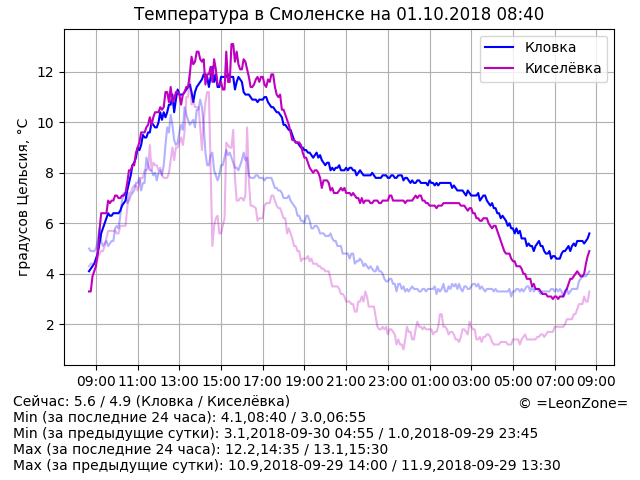 Температура в Смоленске на 01.10.2018 08:40
градусов Цельсия, °C
12
10
8
6
4
2
Кловка
Киселёвка
09:00 11:00 13:00 15:00 17:00 19:00 21:00 23:00 01:00 03:00 05:00 07:00 09:00
Сейчас: 5.6 / 4.9 (Кловка / Киселёвка)
© =LeonZone=
Min (за последние 24 часа): 4.1,08:40 / 3.0,06:55
Min (за предыдущие сутки): 3.1,2018-09-30 04:55 / 1.0,2018-09-29 23:45
Max (за последние 24 часа): 12.2,14:35 / 13.1,15:30
Max (за предыдущие сутки): 10.9,2018-09-29 14:00 / 11.9,2018-09-29 13:30